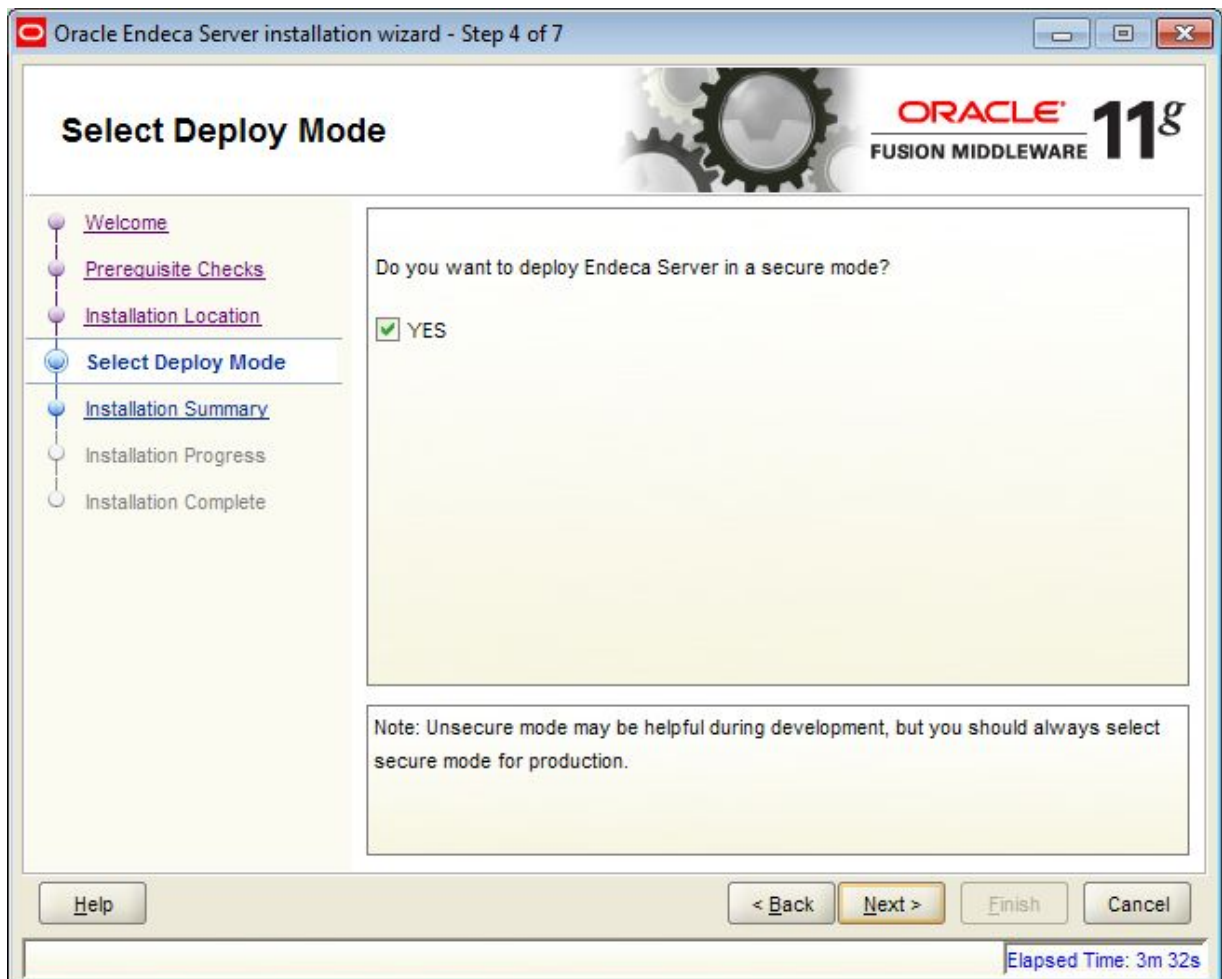 Oracle Endeca Server installation wizard - Step 4 of 7
Select Deploy Mode
ORACLE
FUSION MIDDLEWARE
11g
Welcome
Prerequisite Checks
Installation Location
Select Deploy Mode
Installation Summary
Installation Progress
Installation Complete
Do you want to deploy Endeca Server in a secure mode?
YES
Note: Unsecure mode may be helpful during development, but you should always select
secure mode for production.
Help
< Back
Next >
Finish
Cancel
Elapsed Time: 3m 32s